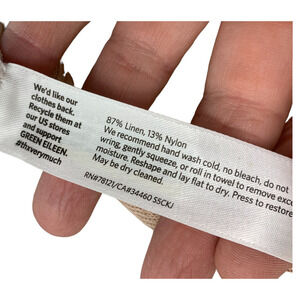 We'd like our
clothes back.
Recycle them at
our US stores
and support
GREEN EILEEN.
#thxverymuch
87% Linen, 13% Nylon
We recommend hand wash cold, no bleach, do not
wring, gently squeeze, or roll in towel to remove exce
moisture. Reshape and lay flat to dry. Press to restore
May be dry cleaned.
RN#78121/CA#34460 SSCKJ